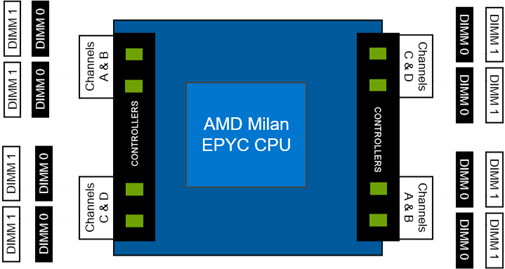 DIMM 1
DIMM 0
DIMM 1
DIMM 0
Channels
A & B
CONTROLLERS
Channels
C & D
DIMM 1
DIMM 0
DIMM 1
DIMM 0
AMD Milan
EPYC CPU
CONTROLLERS
Channels
C & D
Channels
A & B
DIMM 0
DIMM 1
DIMM 0
DIMM 1
DIMM 0
DIMM 1
DIMM 0
DIMM 1